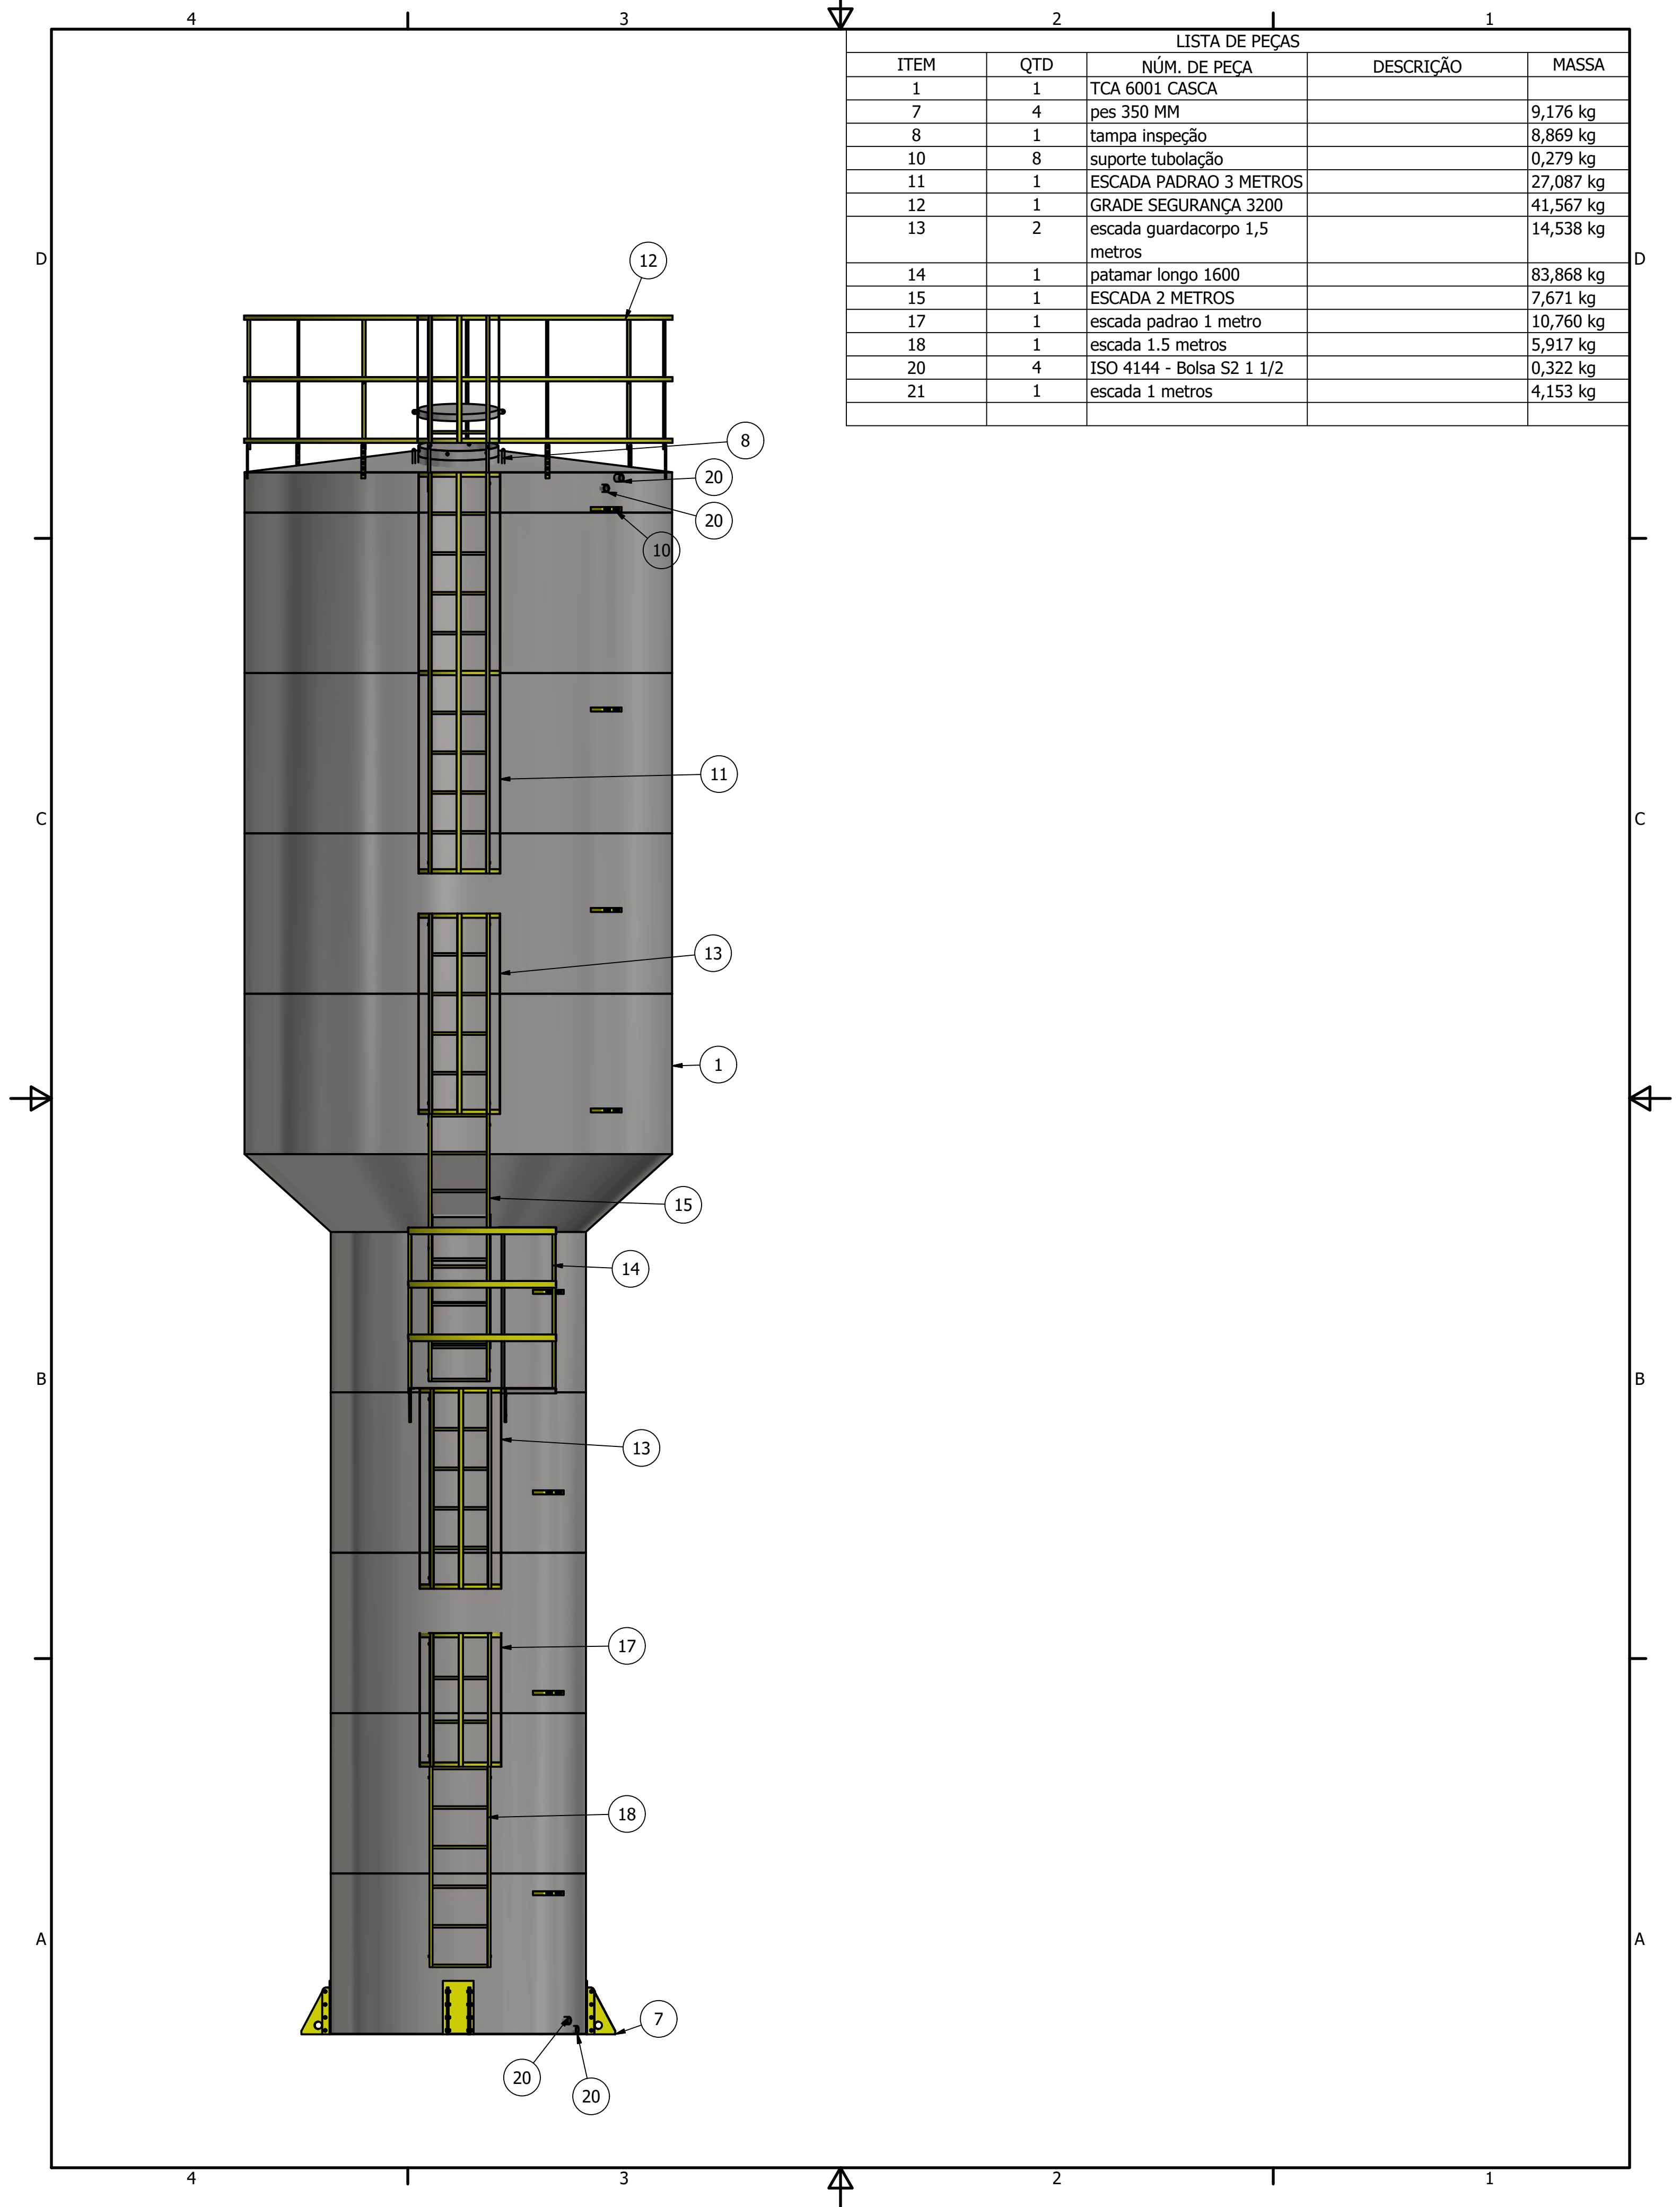 4 3 2 1
LISTA DE PEÇAS
ITEM QTD NÚM. DE PEÇA DESCRIÇÃO MASSA
1 1 TCA 6001 CASCA
7 4 pes 350 MM 9,176 kg
8 1 tampa inspeção 8,869 kg
10 8 suporte tubolação 0,279 kg
11 1 ESCADA PADRAO 3 METROS 27,087 kg
12 1 GRADE SEGURANÇA 3200 41,567 kg
13 2 escada guardacorpo 1,5 14,538 kg
metros
14 1 patamar longo 1600 83,868 kg
15 1 ESCADA 2 METROS 7,671 kg
17 1 escada padrao 1 metro 10,760 kg
18 1 escada 1.5 metros 5,917 kg
20 4 ISO 4144 - Bolsa S2 1 1/2 0,322 kg
21 1 escada 1 metros 4,153 kg
D D
12
8
20
20
10
11
C C
13
1
15
14
B B
13
17
18
A A
7
20
20
4 3 2 1